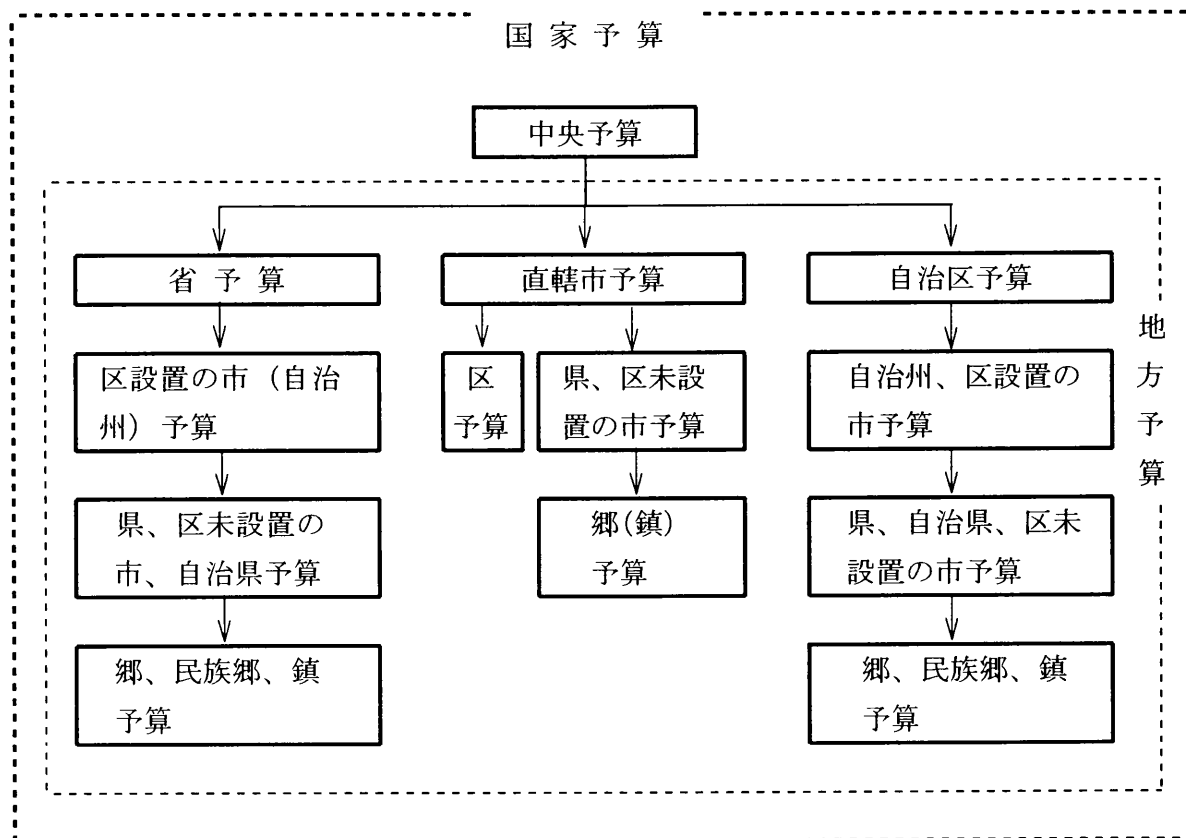 国家予算
中央予算
省予算
直轄市予算
自治区予算
区設置の市（自治
州）予算
区
予算
県、区未設
置の市予算
自治州、区設置の
市予算
県、区未設置の
市、自治県予算
郷（鎮）
予算
県、自治県、区未
設置の市予算
郷、民族郷、鎮
予算
郷、民族郷、鎮
予算
地方予算